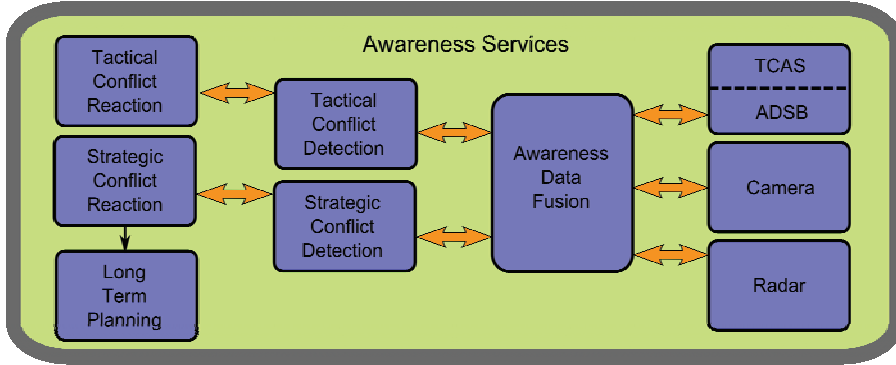 Awareness Services
Tactical
Conflict
Reaction
Strategic
Conflict
Reaction
Long
Term
Planning
Tactical
Conflict
Detection
Strategic
Conflict
Detection
Awareness
Data
Fusion
TCAS
ADSB
Camera
Radar